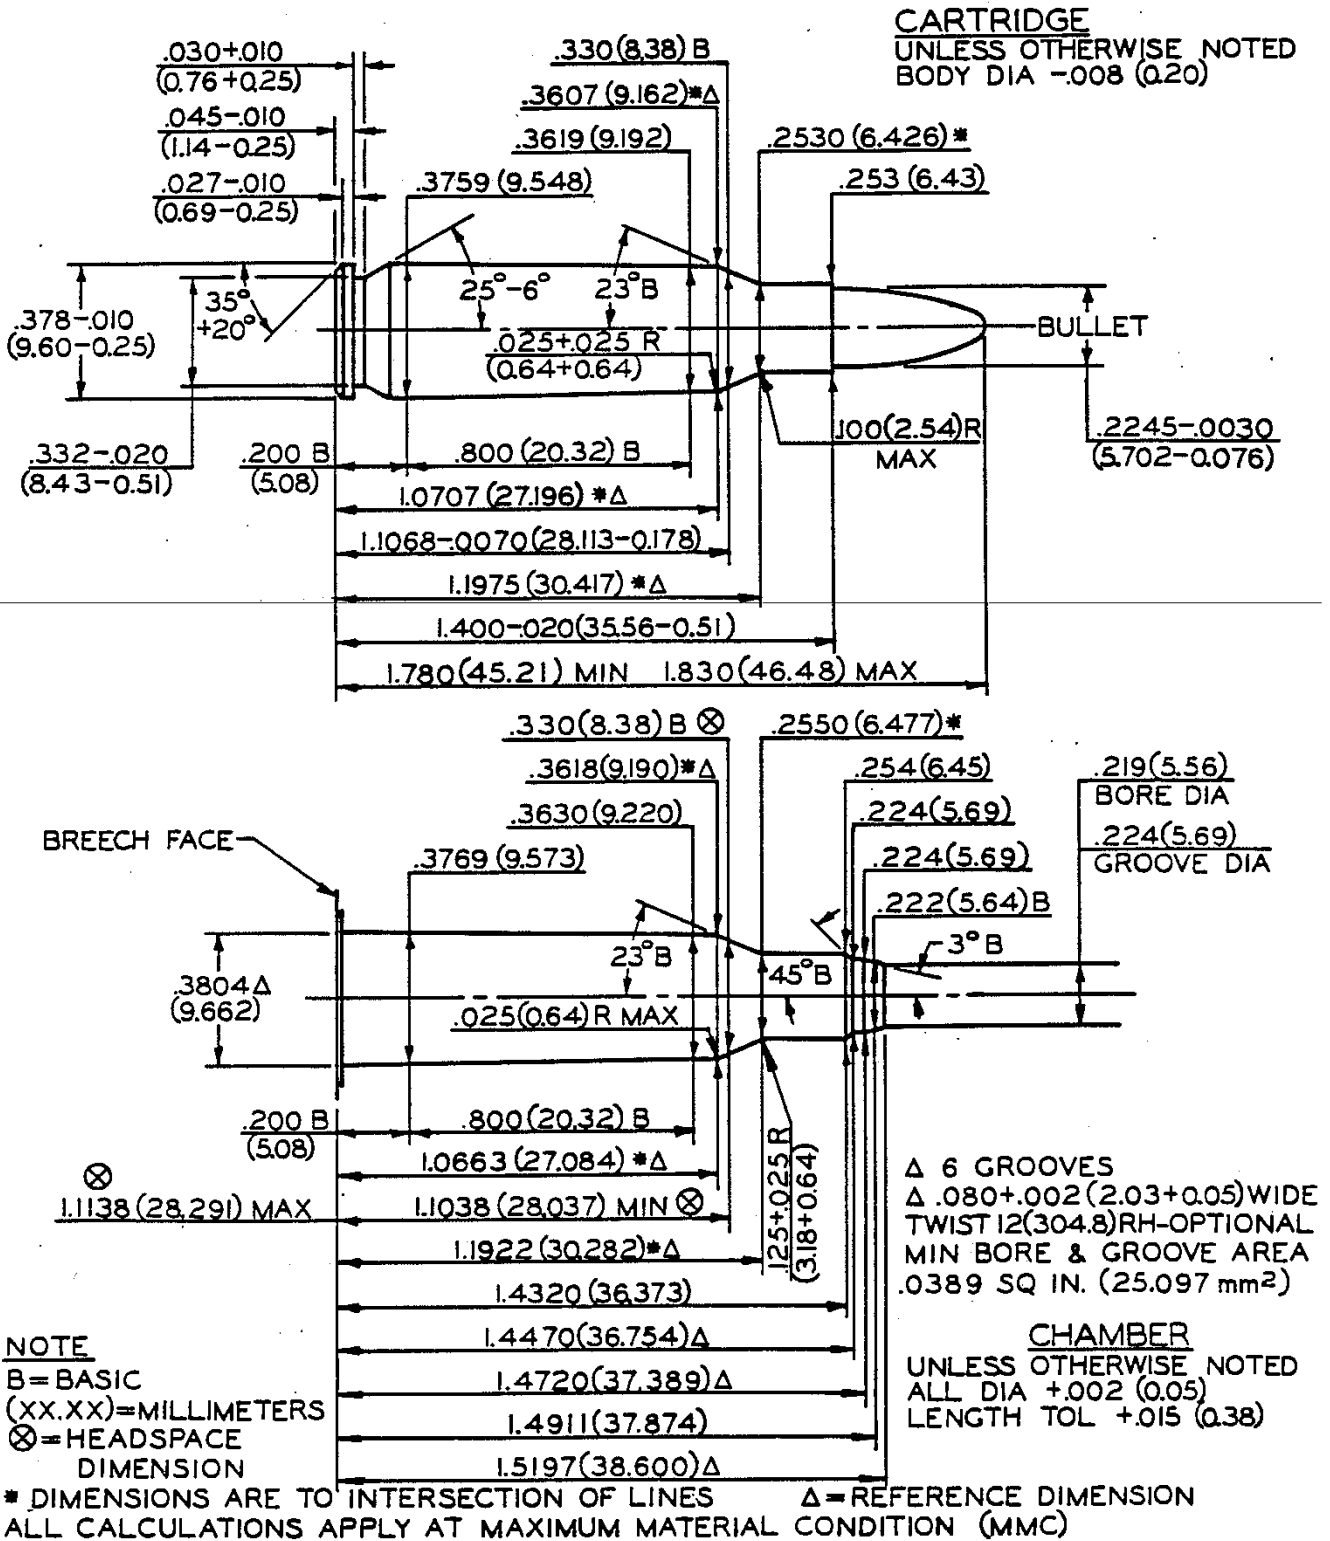 CARTRIDGE
UNLESS OTHERWISE NOTED
BODY DIA -.008 (0.20)
.030+.010
(0.76+0.25)
.045-.010
(1.14-0.25)
.027-.010
(0.69-0.25)
.330 (8.38) B
.3607 (9.162)*Δ
.3619 (9.192)
.3759 (9.548)
.2530 (6.426)*
.253 (6.43)
.378-.010
(9.60-0.25)
35°
+20°
25°-6°
23°B
.025+.025 R
(0.64+0.64)
BULLET
.332-.020
(8.43-0.51)
.200 B
(5.08)
.800 (20.32) B
.100(2.54)R
MAX
.2245-.0030
(5.702-0.076)
1.0707 (27.196) *Δ
1.1068-.0070 (28.113-0.178)
1.1975 (30.417) *Δ
1.400-.020(35.56-0.51)
1.780(45.21) MIN 1.830(46.48) MAX
.330(8.38) B ⊗
.3618(9.190)*Δ
.3630 (9.220)
.3769 (9.573)
.2550 (6.477)*
.254 (6.45)
.224(5.69)
.224(5.69)
.222(5.64) B
.219(5.56)
BORE DIA
.224(5.69)
GROOVE DIA
BREECH FACE
.3804Δ
(9.662)
23°B
45°B
3°B
.025(0.64) R MAX
.200 B
(5.08)
.800(20.32) B
1.0663 (27.084) *Δ
⊗
1.1138 (28.291) MAX
1.1038 (28.037) MIN ⊗
1.1922 (30.282)*Δ
.125+.025 R
(3.18+0.64)
1.4320 (36.373)
1.4470(36.754)Δ
1.4720(37.389)Δ
1.4911(37.874)
1.5197(38.600)Δ
Δ 6 GROOVES
Δ .080+.002 (2.03+0.05) WIDE
TWIST 12(304.8)RH-OPTIONAL
MIN BORE & GROOVE AREA
.0389 SQ IN. (25.097 mm²)
CHAMBER
UNLESS OTHERWISE NOTED
ALL DIA +.002 (0.05)
LENGTH TOL +.015 (0.38)
NOTE
B=BASIC
(XX.XX)=MILLIMETERS
⊗=HEADSPACE
DIMENSION
* DIMENSIONS ARE TO INTERSECTION OF LINES Δ=REFERENCE DIMENSION
ALL CALCULATIONS APPLY AT MAXIMUM MATERIAL CONDITION (MMC)